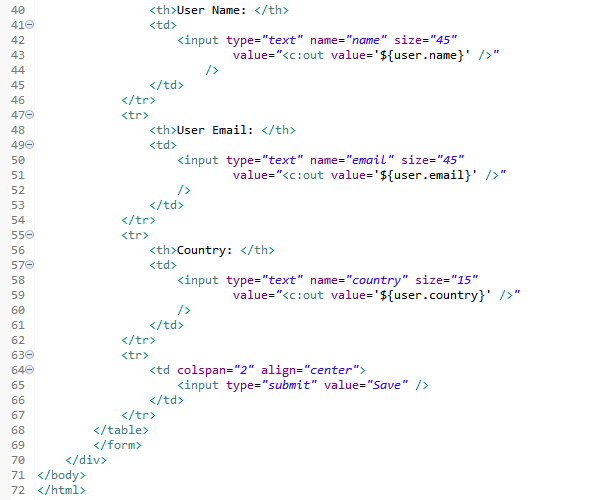 40 <th>User Name: </th>
41 <td>
42 <input type="text" name="name" size="45"
43 value="<c:out value='${user.name}' />"
44 />
45 </td>
46 </tr>
47 <tr>
48 <th>User Email: </th>
49 <td>
50 <input type="text" name="email" size="45"
51 value="<c:out value='${user.email}' />"
52 />
53 </td>
54 </tr>
55 <tr>
56 <th>Country: </th>
57 <td>
58 <input type="text" name="country" size="15"
59 value="<c:out value='${user.country}' />"
60 />
61 </td>
62 </tr>
63 <tr>
64 <td colspan="2" align="center">
65 <input type="submit" value="Save" />
66 </td>
67 </tr>
68 </table>
69 </form>
70 </div>
71 </body>
72 </html>